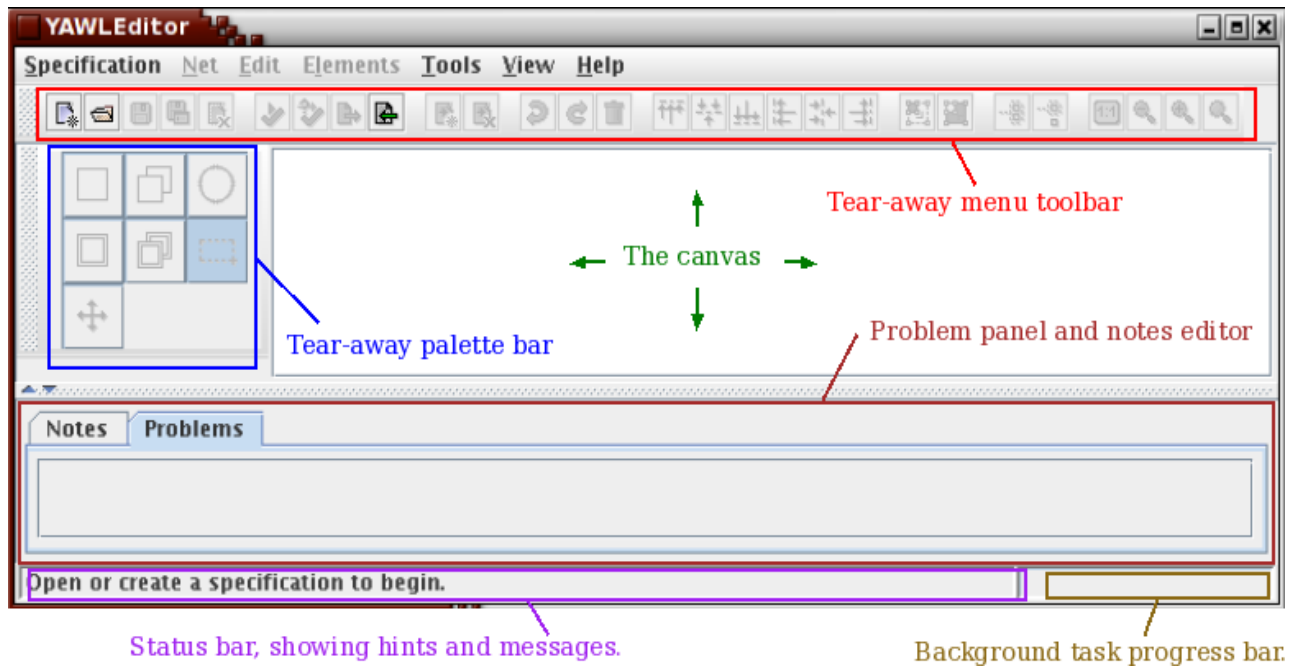 YAWLEditor
Specification Net Edit Elements Tools View Help
1:1
Tear-away menu toolbar
The canvas
Problem panel and notes editor
Tear-away palette bar
Notes Problems
Open or create a specification to begin.
Status bar, showing hints and messages.
Background task progress bar.